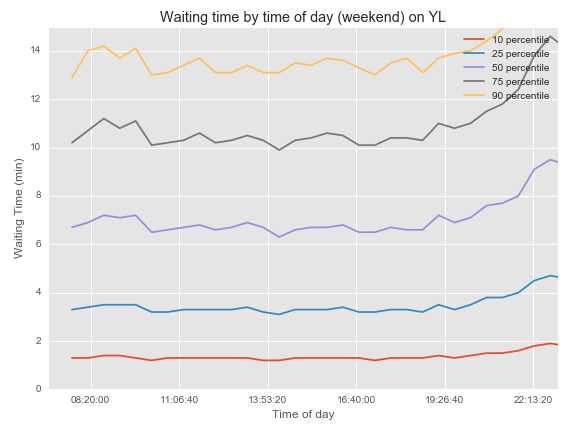 Waiting time by time of day (weekend) on YL
14
12
10
8
6
4
2
0
Waiting Time (min)
10 percentile
25 percentile
50 percentile
75 percentile
90 percentile
08:20:00 11:06:40 13:53:20 16:40:00 19:26:40 22:13:20
Time of day